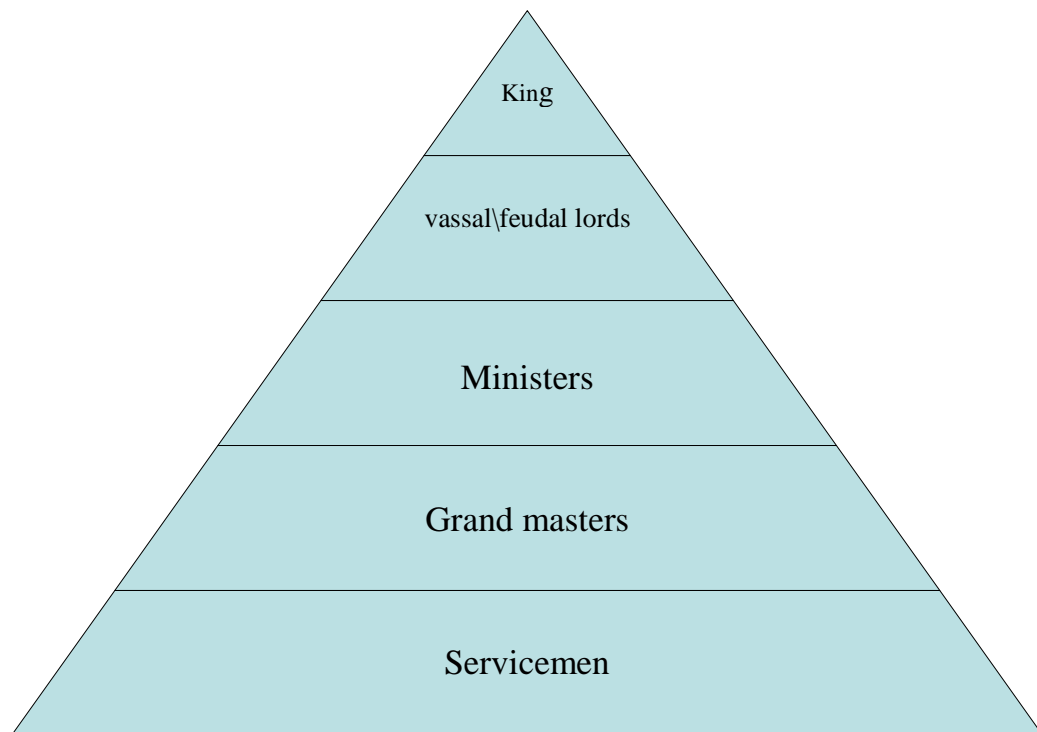 King
vassal\feudal lords
Ministers
Grand masters
Servicemen